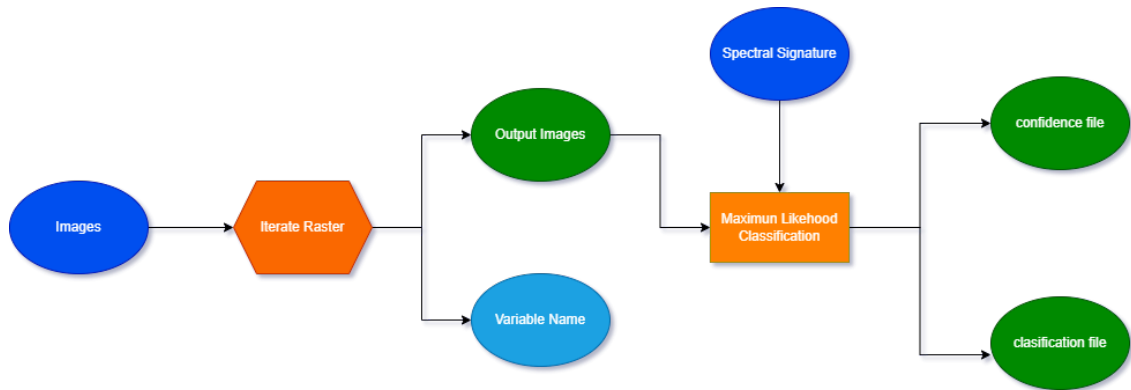 Spectral Signature
Output Images
confidence file
Images
Iterate Raster
Maximun Likehood
Classification
Variable Name
clasification file